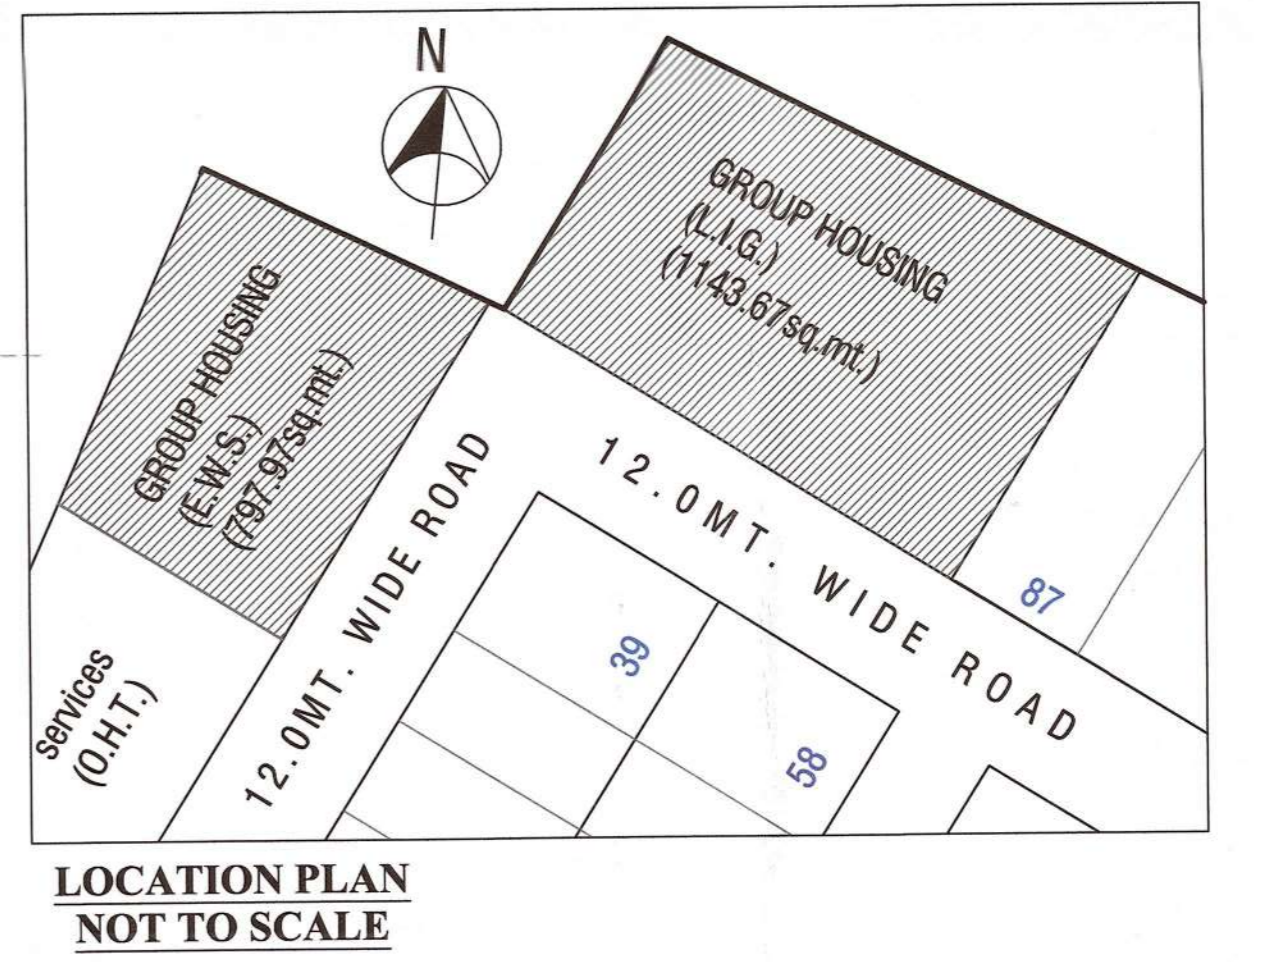 N
GROUP HOUSING
(L.I.G.)
(1143.67sq.mt.)
GROUP HOUSING
(E.W.S.)
(797.97sq.mt.)
12.0MT. WIDE ROAD
12.0MT. WIDE ROAD
87
39
58
services
(O.H.T.)
LOCATION PLAN
NOT TO SCALE